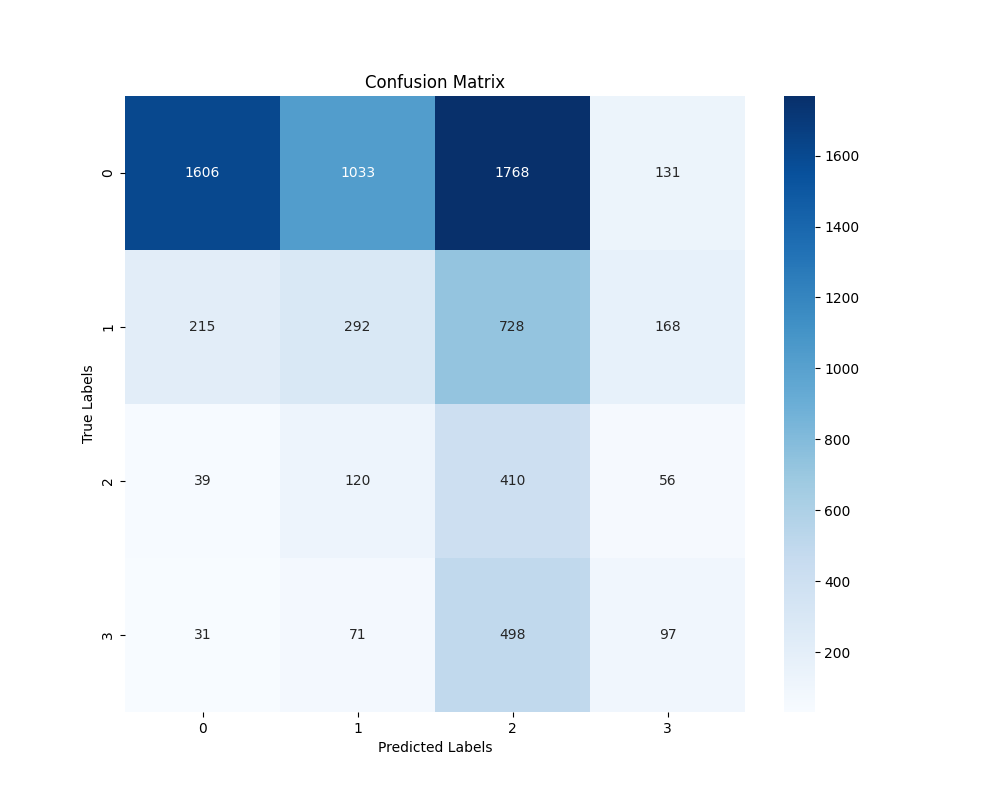 Confusion Matrix
0 1606 1033 1768 131
1 215 292 728 168
2 39 120 410 56
3 31 71 498 97
0 1 2 3
True Labels
Predicted Labels
1600
1400
1200
1000
800
600
400
200